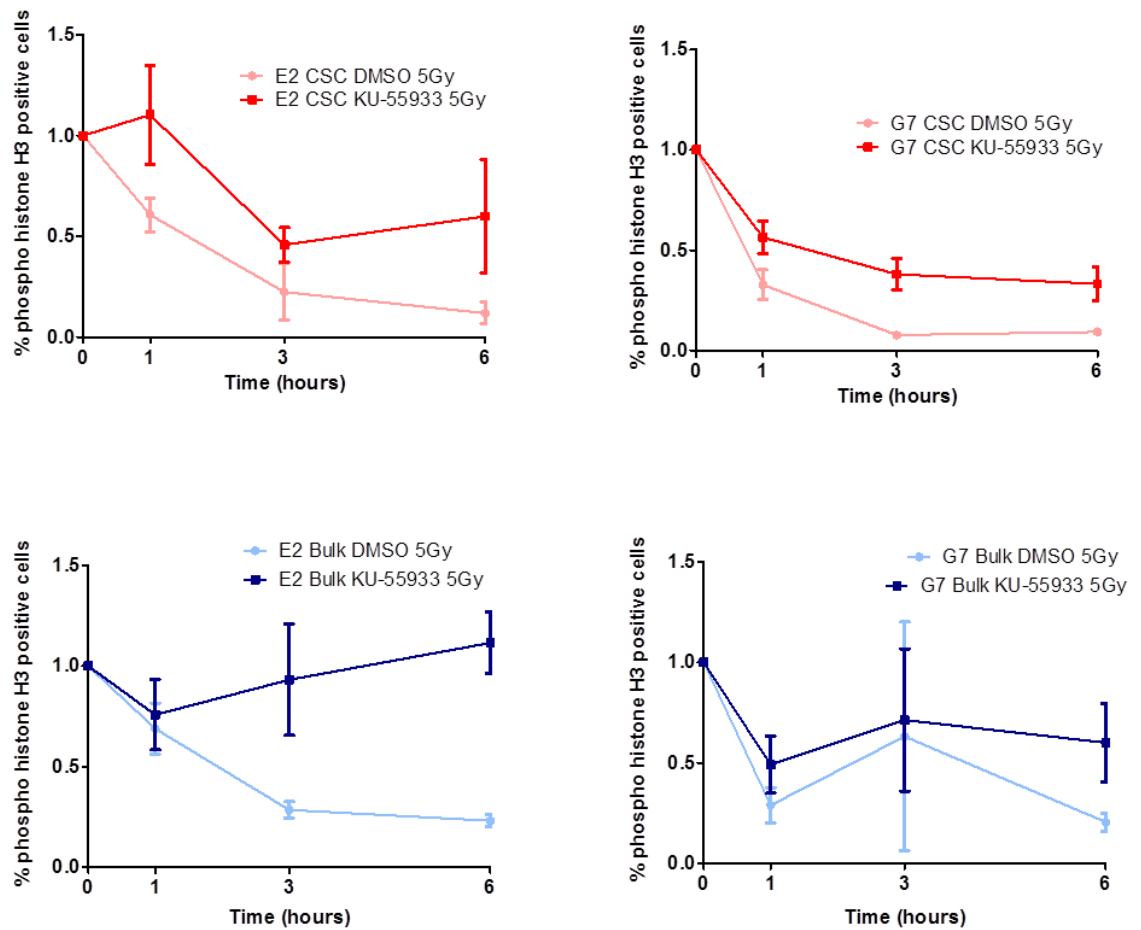 % phospho histone H3 positive cells
1.5
1.0
0.5
0.0
E2 CSC DMSO 5Gy
E2 CSC KU-55933 5Gy
0 1 3 6
Time (hours)
% phospho histone H3 positive cells
1.5
1.0
0.5
0.0
G7 CSC DMSO 5Gy
G7 CSC KU-55933 5Gy
0 1 3 6
Time (hours)
% phospho histone H3 positive cells
1.5
1.0
0.5
0.0
E2 Bulk DMSO 5Gy
E2 Bulk KU-55933 5Gy
0 1 3 6
Time (hours)
% phospho histone H3 positive cells
1.5
1.0
0.5
0.0
G7 Bulk DMSO 5Gy
G7 Bulk KU-55933 5Gy
0 1 3 6
Time (hours)